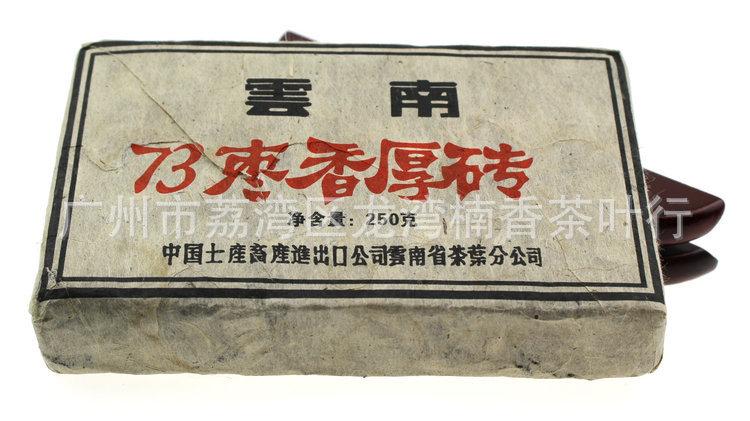 雲南
73枣香厚砖
净含量：250克
广州市荔湾区龙湾楠香茶叶行
中国土産畜産進出口公司雲南省茶葉分公司